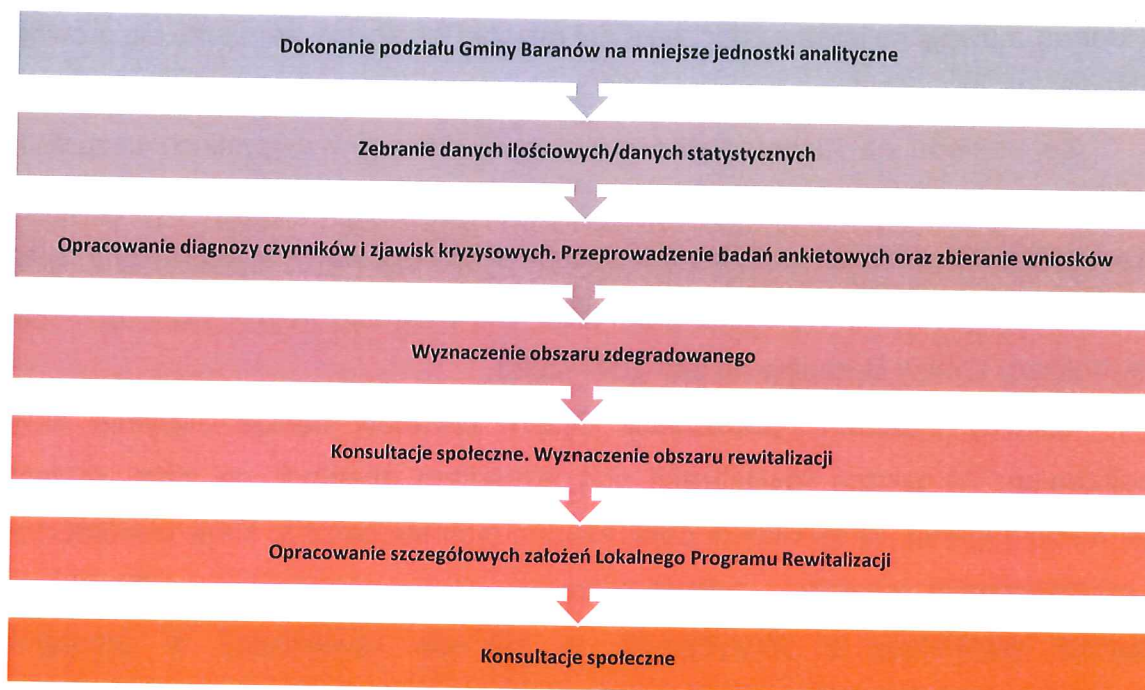 Dokonanie podziału Gminy Baranów na mniejsze jednostki analityczne
Zebranie danych ilościowych/danych statystycznych
Opracowanie diagnozy czynników i zjawisk kryzysowych. Przeprowadzenie badań ankietowych oraz zbieranie wniosków
Wyznaczenie obszaru zdegradowanego
Konsultacje społeczne. Wyznaczenie obszaru rewitalizacji
Opracowanie szczegółowych założeń Lokalnego Programu Rewitalizacji
Konsultacje społeczne